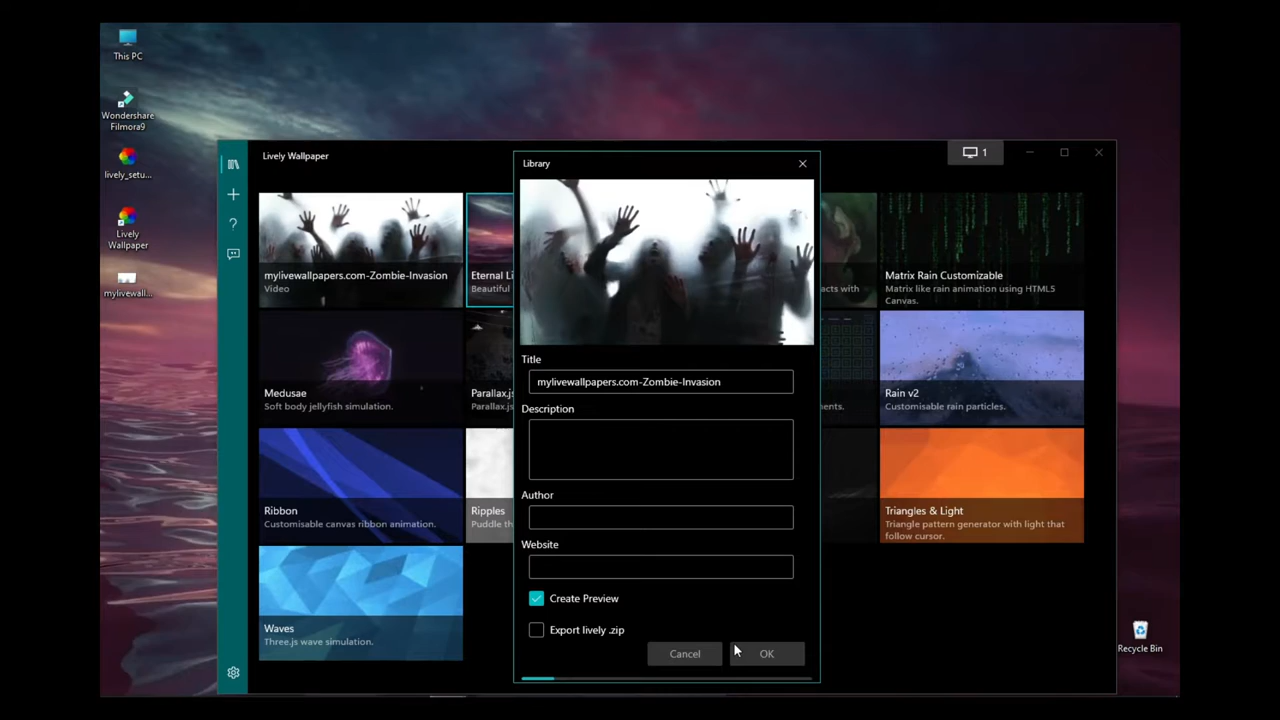 This PC
Wondershare
Filmora9
lively_setu...
Lively
Wallpaper
mylivewall...
Lively Wallpaper
1
mylivewallpapers.com-Zombie-Invasion
Video
Eternal Li
Beautiful
acts with
Matrix Rain Customizable
Matrix like rain animation using HTML5
Canvas.
Medusae
Soft body jellyfish simulation.
Parallax.js
Parallax.js
ments.
Rain v2
Customisable rain particles.
Ribbon
Customisable canvas ribbon animation.
Ripples
Puddle th
Triangles & Light
Triangle pattern generator with light that
follow cursor.
Waves
Three.js wave simulation.
Library
Title
mylivewallpapers.com-Zombie-Invasion
Description
Author
Website
Create Preview
Export lively .zip
Cancel
OK
Recycle Bin